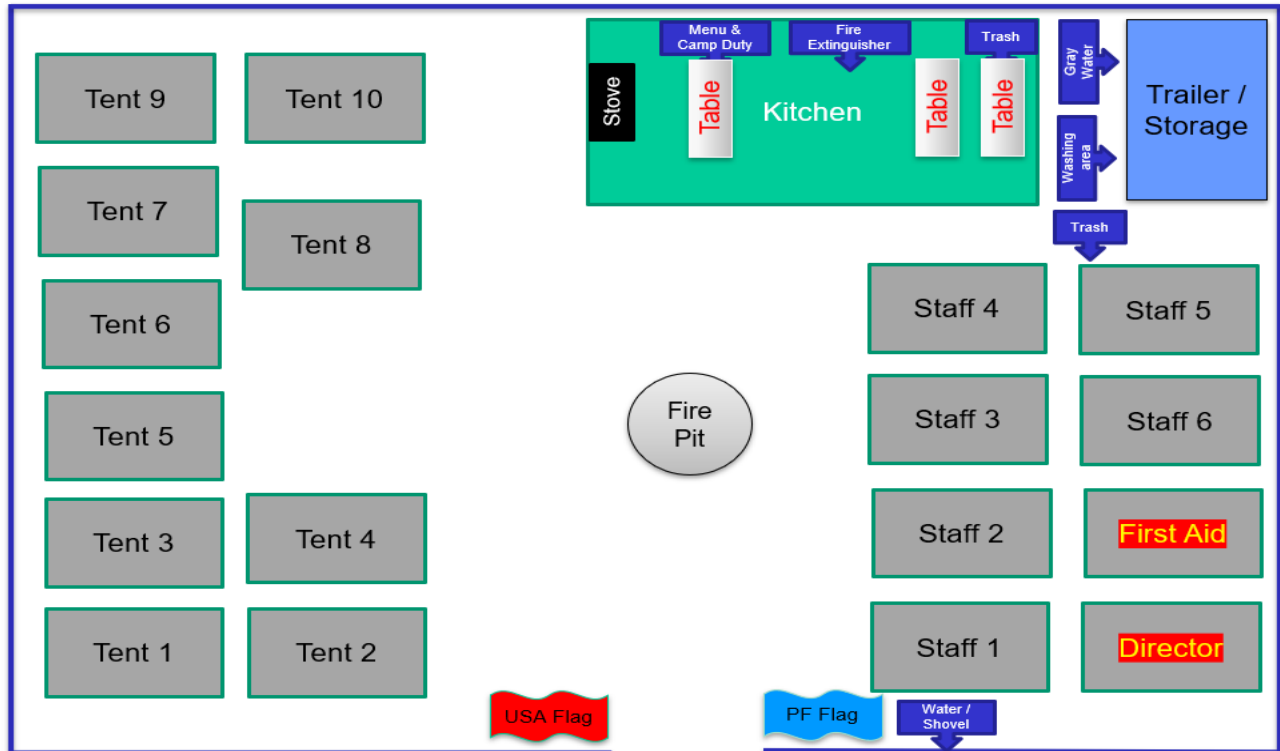 Menu &
Camp Duty
Fire
Extinguisher
Trash
Gray
Water
Tent 9
Tent 10
Stove
Table
Kitchen
Table
Table
Trailer /
Storage
Washing
area
Tent 7
Tent 8
Trash
Tent 6
Staff 4
Staff 5
Tent 5
Fire
Pit
Staff 3
Staff 6
Tent 3
Tent 4
Staff 2
First Aid
Tent 1
Tent 2
Staff 1
Director
USA Flag
PF Flag
Water /
Shovel